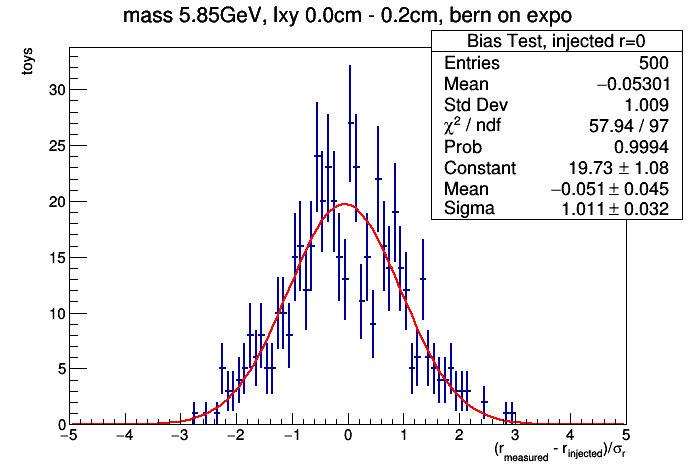 mass 5.85GeV, lxy 0.0cm - 0.2cm, bern on expo
Bias Test, injected r=0
Entries 500
Mean −0.05301
Std Dev 1.009
χ² / ndf 57.94 / 97
Prob 0.9994
Constant 19.73 ± 1.08
Mean −0.051 ± 0.045
Sigma 1.011 ± 0.032
toys
30
25
20
15
10
5
0
−5 −4 −3 −2 −1 0 1 2 3 4 5
(r_measured - r_injected)/σ_r